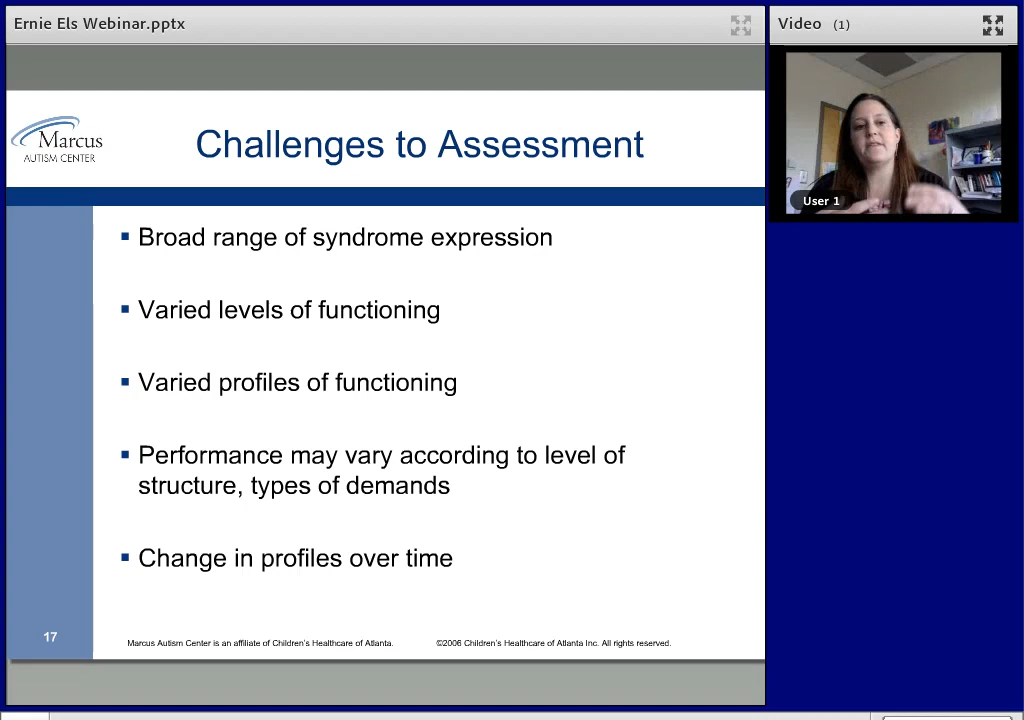 Ernie Els Webinar.pptx
Video (1)
Marcus
AUTISM CENTER
Challenges to Assessment
User 1
▪ Broad range of syndrome expression
▪ Varied levels of functioning
▪ Varied profiles of functioning
▪ Performance may vary according to level of
structure, types of demands
▪ Change in profiles over time
17
Marcus Autism Center is an affiliate of Children's Healthcare of Atlanta. ©2006 Children's Healthcare of Atlanta Inc. All rights reserved.